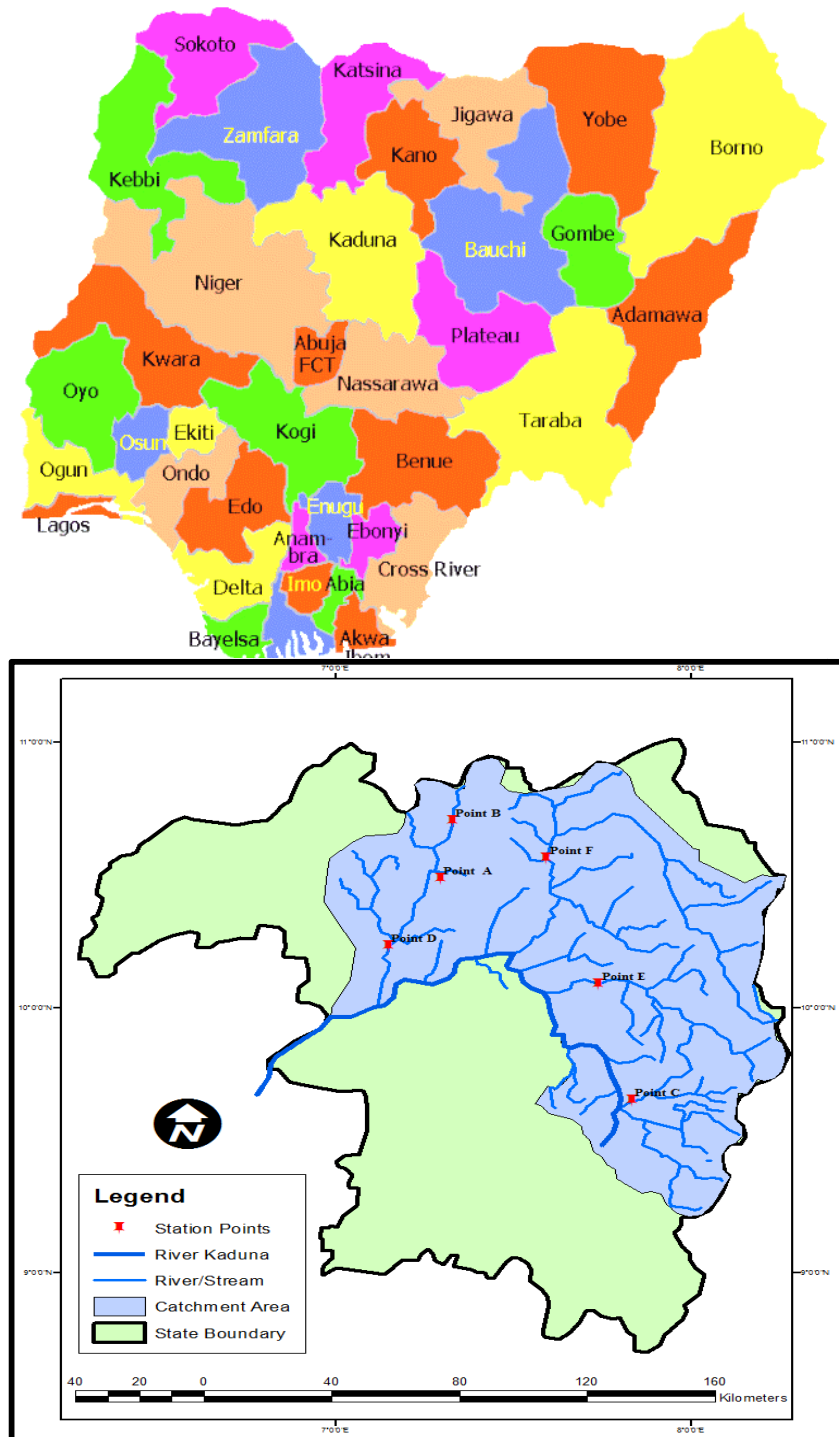 Sokoto
Katsina
Jigawa
Yobe
Zamfara
Kano
Borno
Kebbi
Kaduna
Gombe
Bauchi
Niger
Adamawa
Plateau
Abuja
FCT
Kwara
Nassarawa
Oyo
Taraba
Osun
Ekiti
Kogi
Benue
Ogun
Ondo
Edo
Enugu
Lagos
Anam-
bra
Ebonyi
Cross River
Delta
Imo
Abia
Bayelsa
Akwa
Ibom
7°0'0"E
8°0'0"E
11°0'0"N
11°0'0"N
Point B
Point F
Point A
Point D
Point E
10°0'0"N
10°0'0"N
Point C
N
Legend
Station Points
River Kaduna
River/Stream
Catchment Area
State Boundary
9°0'0"N
9°0'0"N
40 20 0 40 80 120 160
Kilometers
7°0'0"E
8°0'0"E